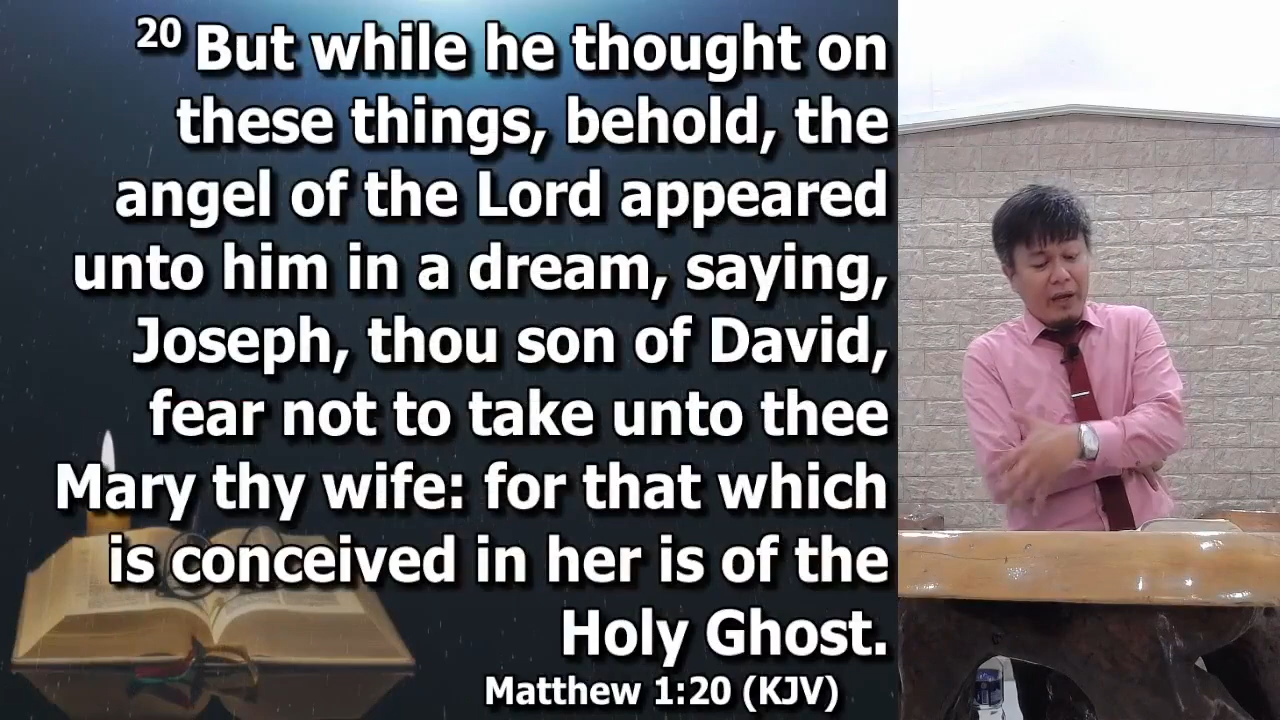 20 But while he thought on
these things, behold, the
angel of the Lord appeared
unto him in a dream, saying,
Joseph, thou son of David,
fear not to take unto thee
Mary thy wife: for that which
is conceived in her is of the
Holy Ghost.
Matthew 1:20 (KJV)